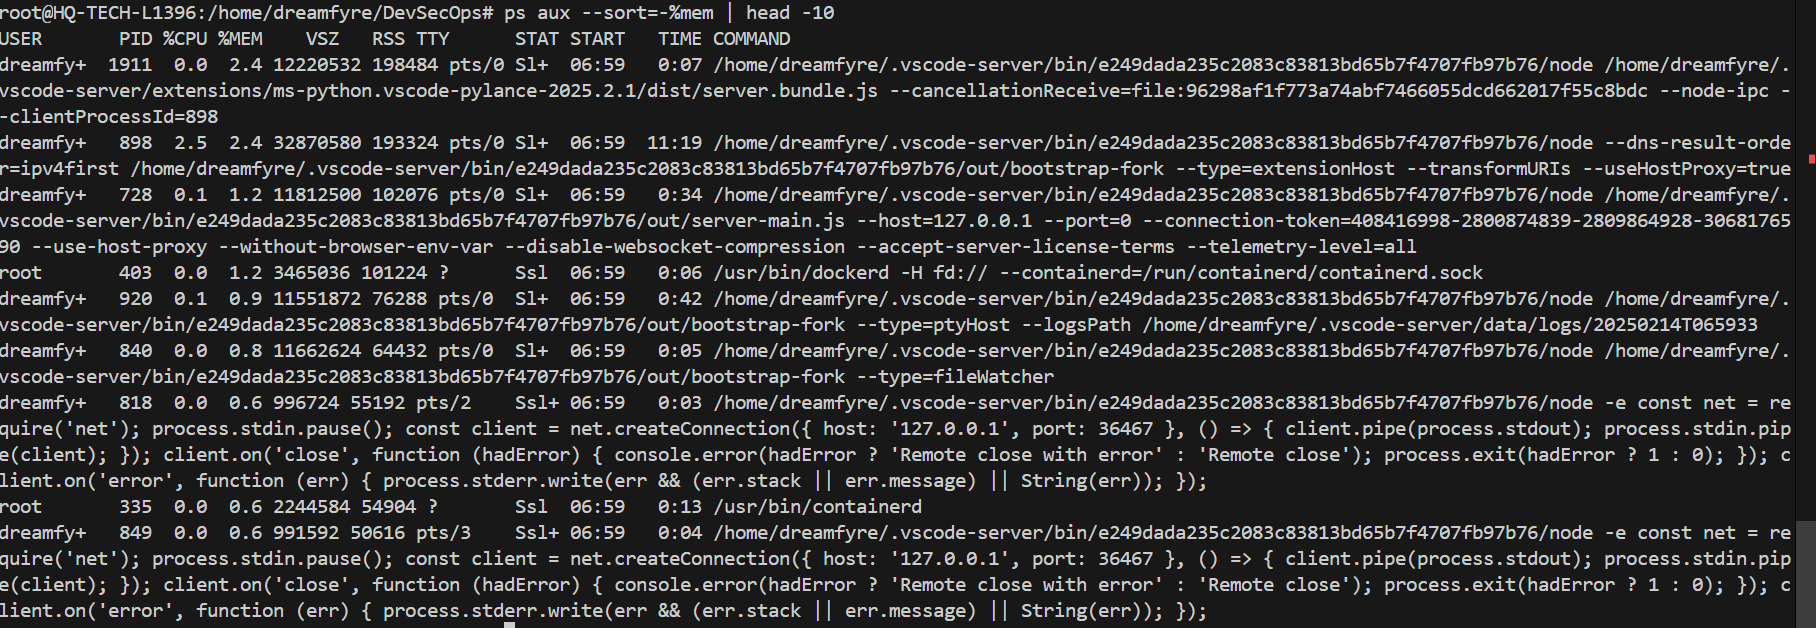 root@HQ-TECH-L1396:/home/dreamfyre/DevSecOps# ps aux --sort=-%mem | head -10
USER       PID %CPU %MEM    VSZ   RSS TTY      STAT START   TIME COMMAND
dreamfy+  1911  0.0  2.4 12220532 198484 pts/0 Sl+  06:59   0:07 /home/dreamfyre/.vscode-server/bin/e249dada235c2083c83813bd65b7f4707fb97b76/node /home/dreamfyre/.
vscode-server/extensions/ms-python.vscode-pylance-2025.2.1/dist/server.bundle.js --cancellationReceive=file:96298af1f773a74abf7466055dcd662017f55c8bdc --node-ipc -
-clientProcessId=898
dreamfy+   898  2.5  2.4 32870580 193324 pts/0 Sl+  06:59  11:19 /home/dreamfyre/.vscode-server/bin/e249dada235c2083c83813bd65b7f4707fb97b76/node --dns-result-orde
r=ipv4first /home/dreamfyre/.vscode-server/bin/e249dada235c2083c83813bd65b7f4707fb97b76/out/bootstrap-fork --type=extensionHost --transformURIs --useHostProxy=true
dreamfy+   728  0.1  1.2 11812500 102076 pts/0 Sl+  06:59   0:34 /home/dreamfyre/.vscode-server/bin/e249dada235c2083c83813bd65b7f4707fb97b76/node /home/dreamfyre/.
vscode-server/bin/e249dada235c2083c83813bd65b7f4707fb97b76/out/server-main.js --host=127.0.0.1 --port=0 --connection-token=408416998-2800874839-2809864928-30681765
90 --use-host-proxy --without-browser-env-var --disable-websocket-compression --accept-server-license-terms --telemetry-level=all
root       403  0.0  1.2 3465036 101224 ?      Ssl  06:59   0:06 /usr/bin/dockerd -H fd:// --containerd=/run/containerd/containerd.sock
dreamfy+   920  0.1  0.9 11551872 76288 pts/0  Sl+  06:59   0:42 /home/dreamfyre/.vscode-server/bin/e249dada235c2083c83813bd65b7f4707fb97b76/node /home/dreamfyre/.
vscode-server/bin/e249dada235c2083c83813bd65b7f4707fb97b76/out/bootstrap-fork --type=ptyHost --logsPath /home/dreamfyre/.vscode-server/data/logs/20250214T065933
dreamfy+   840  0.0  0.8 11662624 64432 pts/0  Sl+  06:59   0:05 /home/dreamfyre/.vscode-server/bin/e249dada235c2083c83813bd65b7f4707fb97b76/node /home/dreamfyre/.
vscode-server/bin/e249dada235c2083c83813bd65b7f4707fb97b76/out/bootstrap-fork --type=fileWatcher
dreamfy+   818  0.0  0.6 996724 55192 pts/2    Ssl+ 06:59   0:03 /home/dreamfyre/.vscode-server/bin/e249dada235c2083c83813bd65b7f4707fb97b76/node -e const net = re
quire('net'); process.stdin.pause(); const client = net.createConnection({ host: '127.0.0.1', port: 36467 }, () => { client.pipe(process.stdout); process.stdin.pip
e(client); }); client.on('close', function (hadError) { console.error(hadError ? 'Remote close with error' : 'Remote close'); process.exit(hadError ? 1 : 0); }); c
lient.on('error', function (err) { process.stderr.write(err && (err.stack || err.message) || String(err)); });
root       335  0.0  0.6 2244584 54904 ?       Ssl  06:59   0:13 /usr/bin/containerd
dreamfy+   849  0.0  0.6 991592 50616 pts/3    Ssl+ 06:59   0:04 /home/dreamfyre/.vscode-server/bin/e249dada235c2083c83813bd65b7f4707fb97b76/node -e const net = re
quire('net'); process.stdin.pause(); const client = net.createConnection({ host: '127.0.0.1', port: 36467 }, () => { client.pipe(process.stdout); process.stdin.pip
e(client); }); client.on('close', function (hadError) { console.error(hadError ? 'Remote close with error' : 'Remote close'); process.exit(hadError ? 1 : 0); }); c
lient.on('error', function (err) { process.stderr.write(err && (err.stack || err.message) || String(err)); });